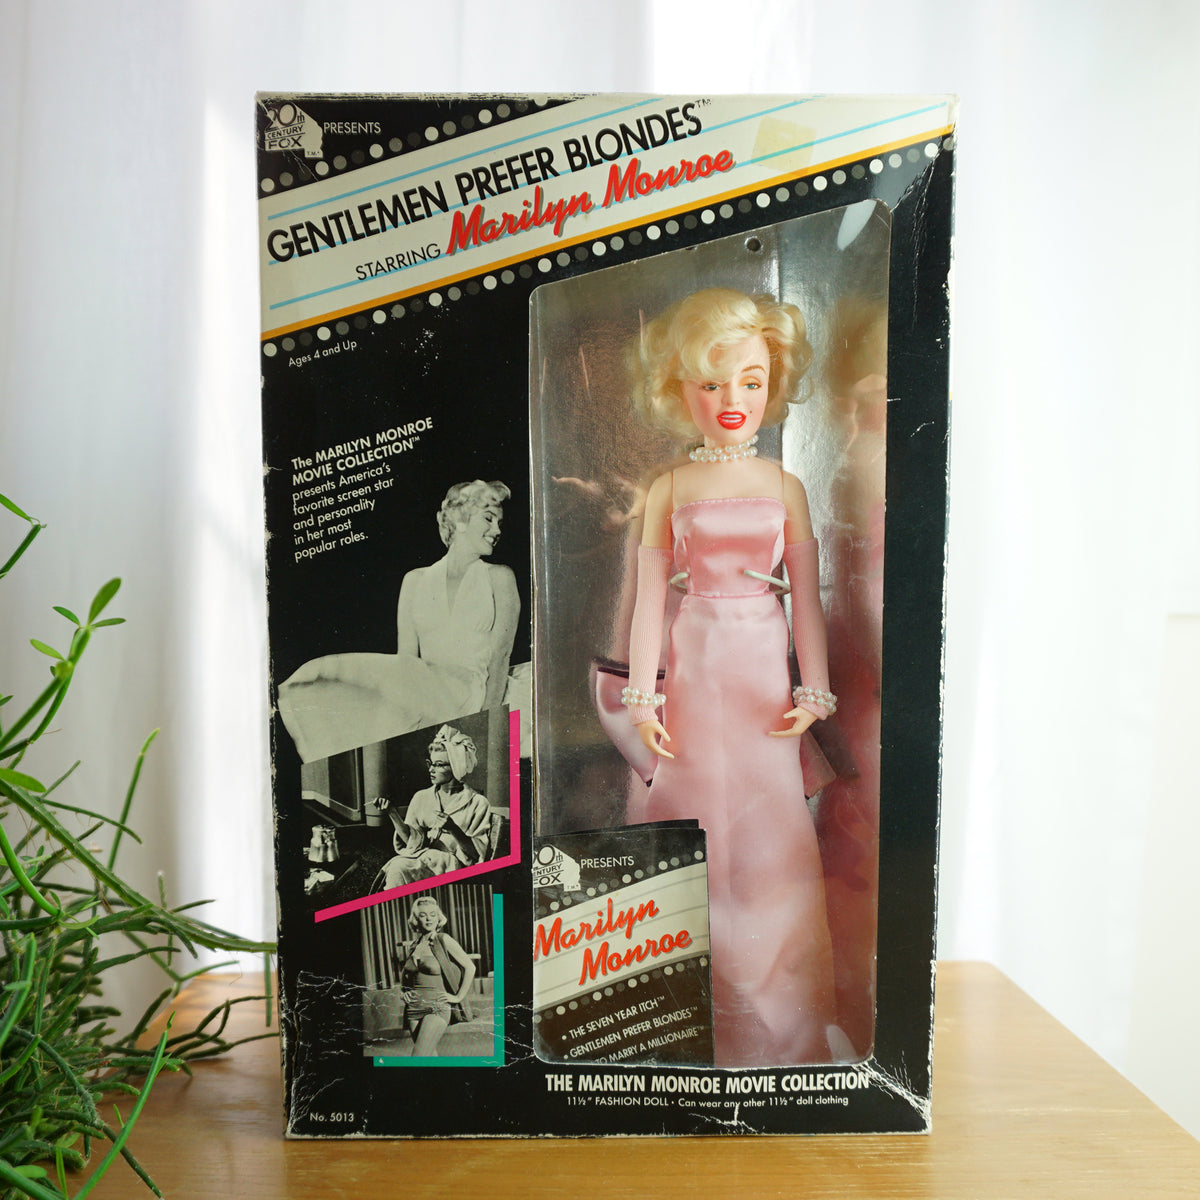 20th
CENTURY
FOX T.M.*
PRESENTS
GENTLEMEN PREFER BLONDES™
STARRING Marilyn Monroe
Ages 4 and Up
The MARILYN MONROE
MOVIE COLLECTION™
presents America's
favorite screen star
and personality
in her most
popular roles.
20th
CENTURY
FOX T.M.*
PRESENTS
Marilyn
Monroe
• THE SEVEN YEAR ITCH™
• GENTLEMEN PREFER BLONDES™
TO MARRY A MILLIONAIRE™
THE MARILYN MONROE MOVIE COLLECTION™
11½" FASHION DOLL • Can wear any other 11½" doll clothing
No. 5013